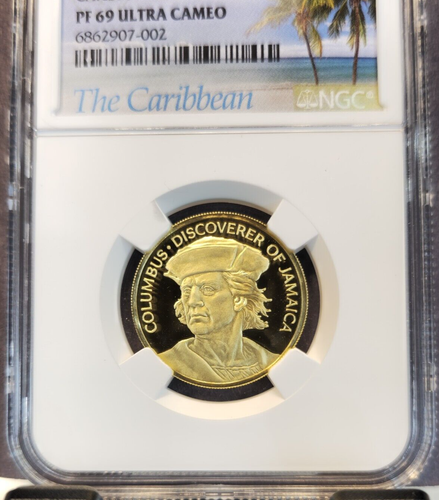 PF 69 ULTRA CAMEO
6862907-002
The Caribbean
NGC
COLUMBUS • DISCOVERER OF JAMAICA